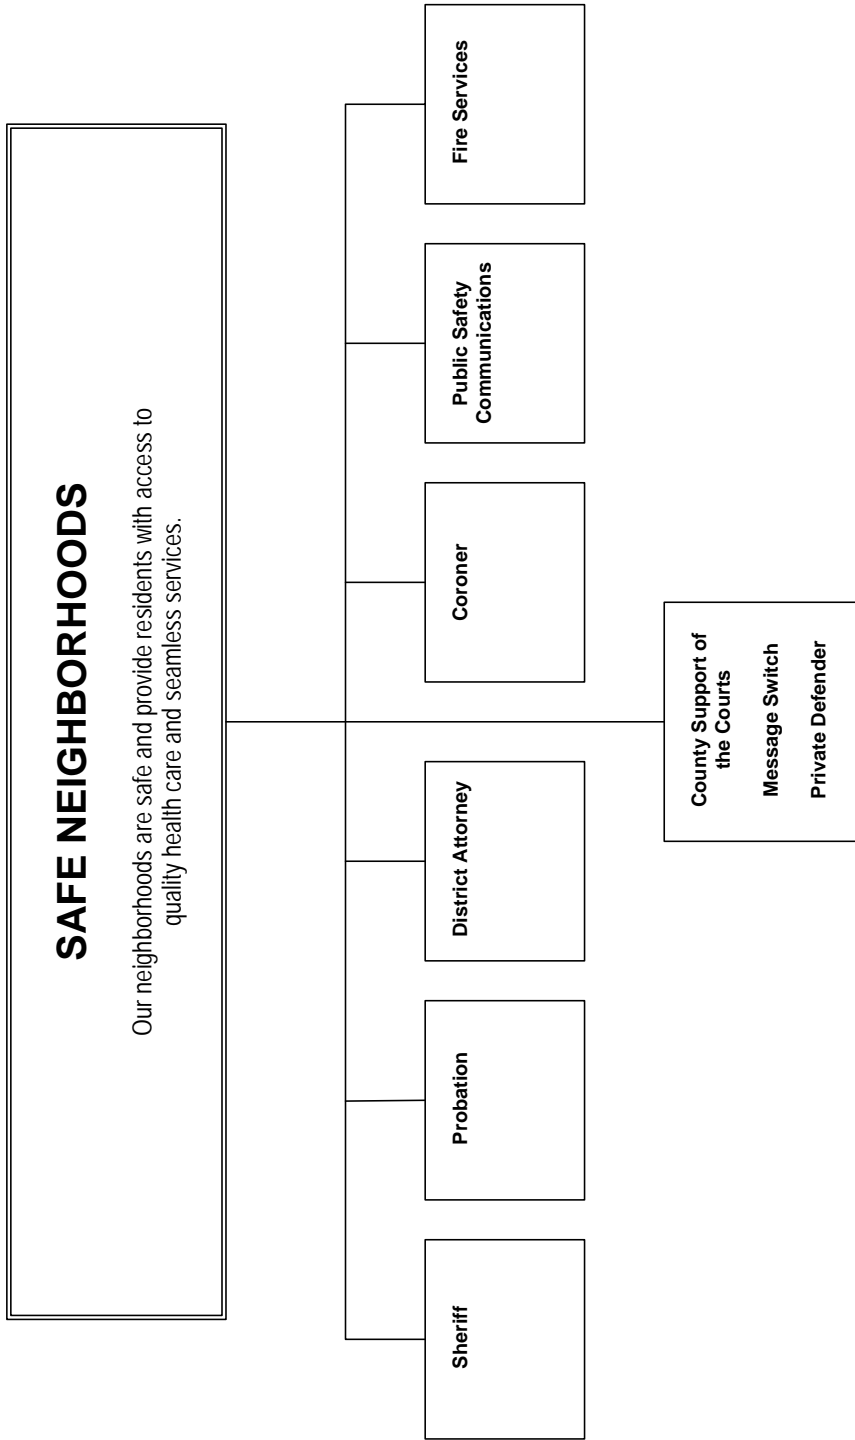 SAFE NEIGHBORHOODS
Our neighborhoods are safe and provide residents with access to
quality health care and seamless services.
Sheriff
Probation
District Attorney
Coroner
Public Safety
Communications
Fire Services
County Support of
the Courts
Message Switch
Private Defender